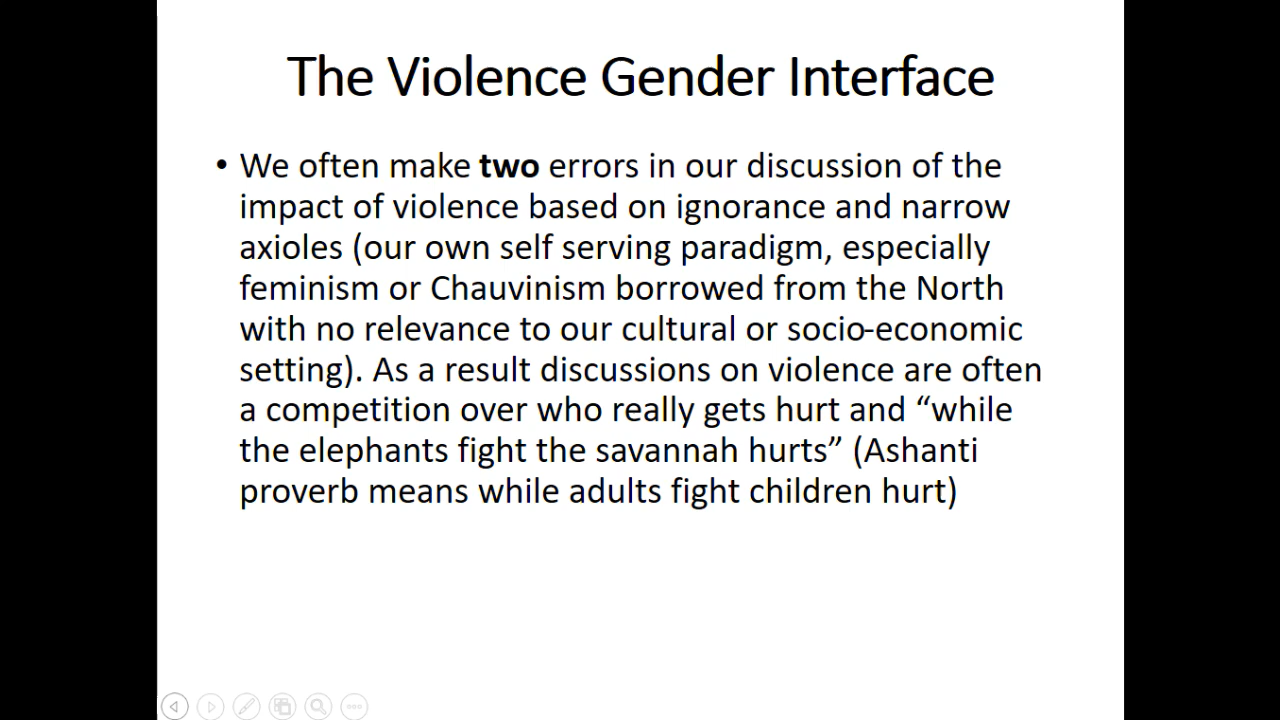 The Violence Gender Interface
• We often make two errors in our discussion of the
impact of violence based on ignorance and narrow
axioles (our own self serving paradigm, especially
feminism or Chauvinism borrowed from the North
with no relevance to our cultural or socio-economic
setting). As a result discussions on violence are often
a competition over who really gets hurt and “while
the elephants fight the savannah hurts” (Ashanti
proverb means while adults fight children hurt)